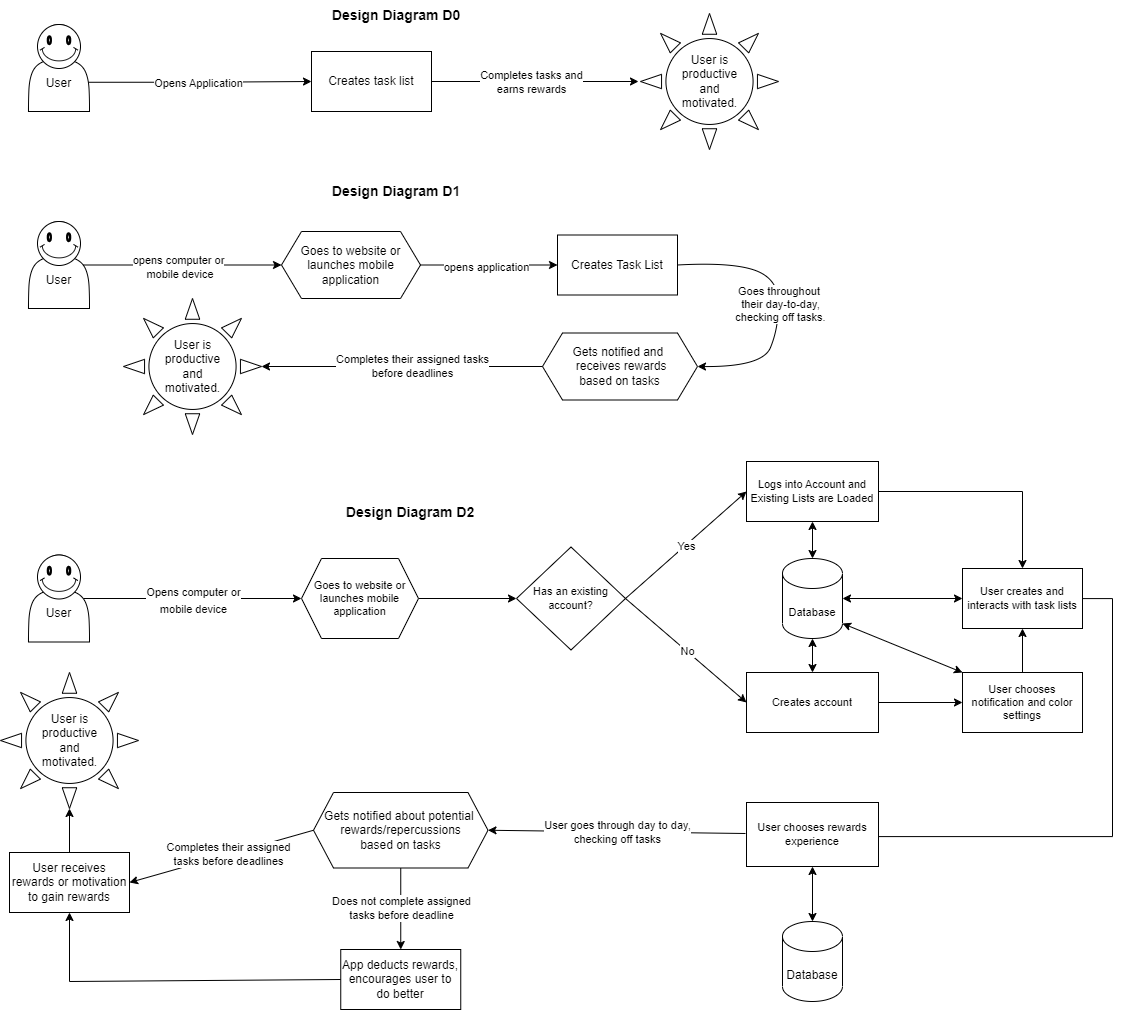 Design Diagram D0
User
Opens Application
Creates task list
Completes tasks and
earns rewards
User is
productive
and
motivated.
Design Diagram D1
User
opens computer or
mobile device
Goes to website or
launches mobile
application
opens application
Creates Task List
Goes throughout
their day-to-day,
checking off tasks.
Gets notified and
receives rewards
based on tasks
Completes their assigned tasks
before deadlines
User is
productive
and
motivated.
Design Diagram D2
User
Opens computer or
mobile device
Goes to website or
launches mobile
application
Has an existing
account?
Yes
No
Logs into Account and
Existing Lists are Loaded
Database
Creates account
User creates and
interacts with task lists
User chooses
notification and color
settings
User chooses rewards
experience
Database
User goes through day to day,
checking off tasks
Gets notified about potential
rewards/repercussions
based on tasks
Completes their assigned
tasks before deadlines
Does not complete assigned
tasks before deadline
App deducts rewards,
encourages user to
do better
User receives
rewards or motivation
to gain rewards
User is
productive
and
motivated.